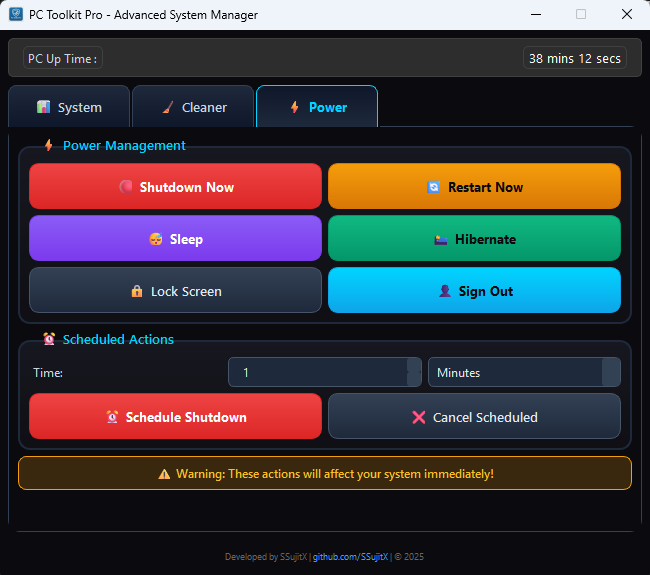 PC Toolkit Pro - Advanced System Manager
PC Up Time :
38 mins 12 secs
System
Cleaner
Power
Power Management
Shutdown Now
Restart Now
Sleep
Hibernate
Lock Screen
Sign Out
Scheduled Actions
Time:
1
Minutes
Schedule Shutdown
Cancel Scheduled
Warning: These actions will affect your system immediately!
Developed by SSujitX | github.com/SSujitX | © 2025